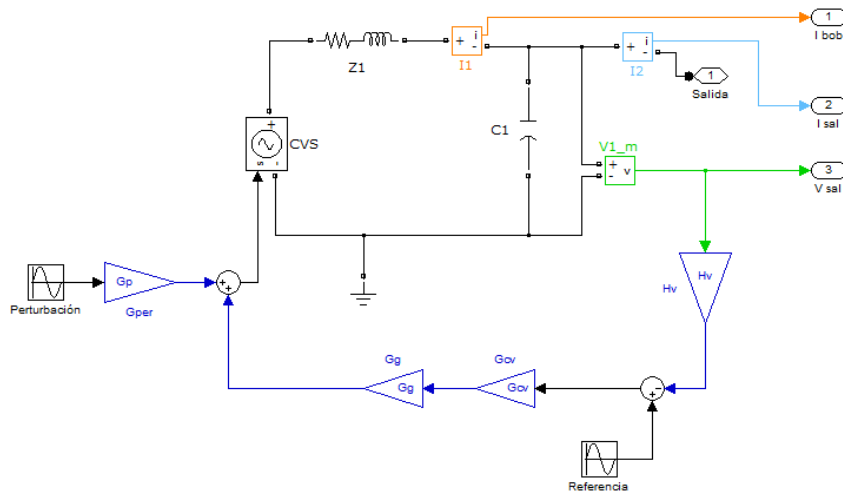 1
I bob
+ i -
I1
Z1
+ i -
I2
1
Salida
2
I sal
C1
+
s -
CVS
V1_m
+ - v
3
V sal
Gp
Gper
Perturbación
+ +
Hv
Hv
Gg
Gg
Gcv
Gcv
-
Referencia